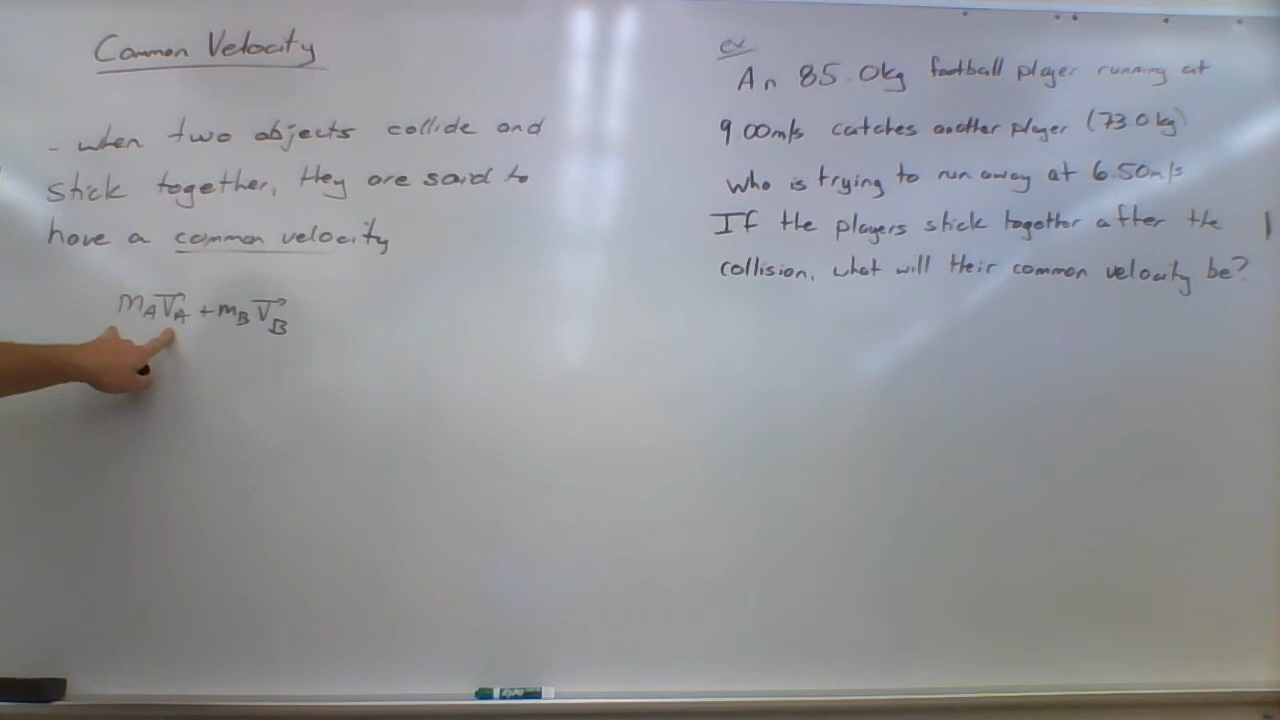 Common Velocity
- when two objects collide and
stick together, they are said to
have a common velocity
mAv⃗A + mBv⃗B
ex
An 85.0kg football player running at
9.00m/s catches another player (73.0kg)
who is trying to run away at 6.50m/s
If the players stick together after the
collision, what will their common velocity be?